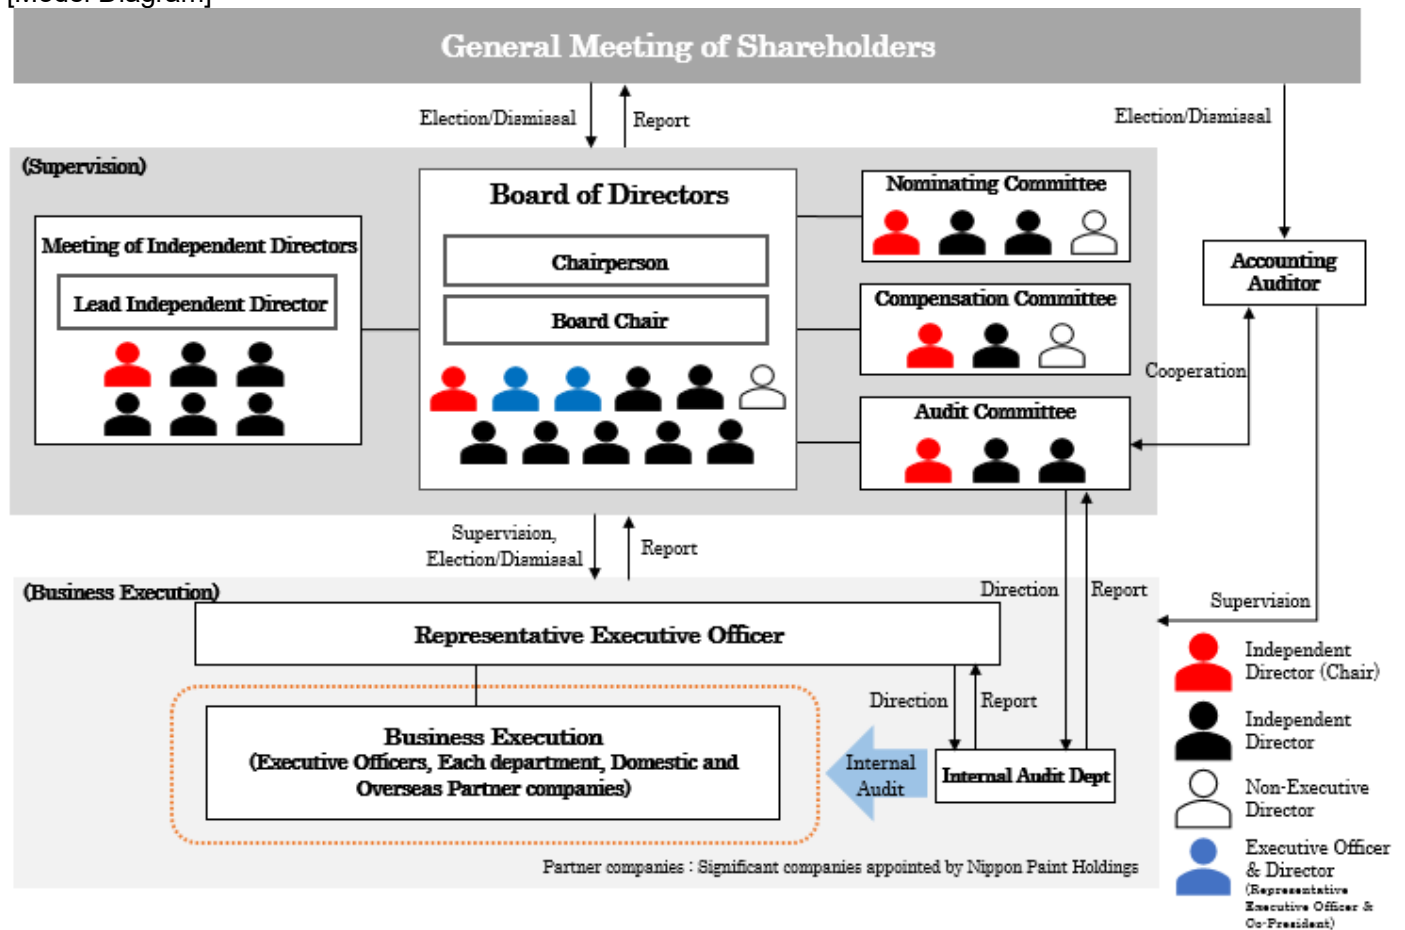 [Model Diagram]
General Meeting of Shareholders
Election/Dismissal
Report
Election/Dismissal
(Supervision)
Meeting of Independent Directors
Lead Independent Director
Board of Directors
Chairperson
Board Chair
Nominating Committee
Compensation Committee
Audit Committee
Accounting
Auditor
Cooperation
Supervision,
Election/Dismissal
Report
Direction
Report
Supervision
(Business Execution)
Representative Executive Officer
Direction
Report
Business Execution
(Executive Officers, Each department, Domestic and
Overseas Partner companies)
Internal
Audit
Internal Audit Dept
Partner companies : Significant companies appointed by Nippon Paint Holdings
Independent
Director (Chair)
Independent
Director
Non-Executive
Director
Executive Officer
& Director
(Representative
Executive Officer &
Co-President)